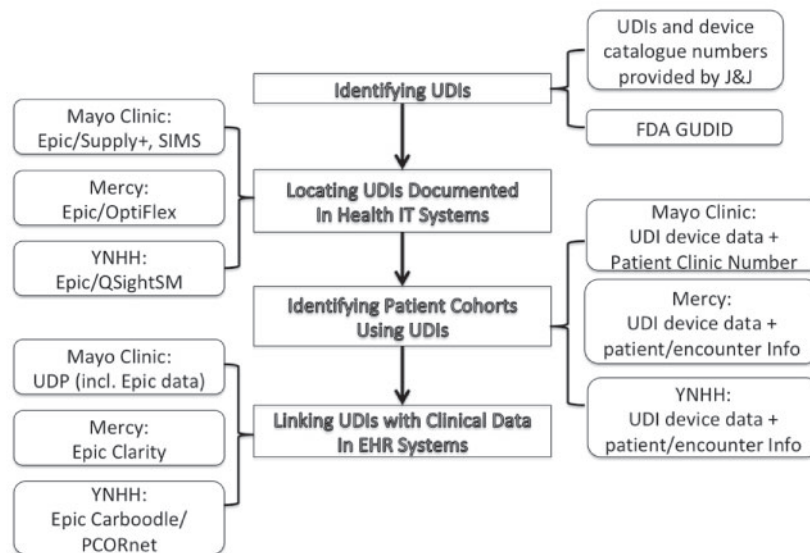 UDIs and device
catalogue numbers
provided by J&J
Identifying UDIs
FDA GUDID
Mayo Clinic:
Epic/Supply+, SIMS
Mercy:
Epic/OptiFlex
YNHH:
Epic/QSightSM
Locating UDIs Documented
in Health IT Systems
Mayo Clinic:
UDI device data +
Patient Clinic Number
Mercy:
UDI device data +
patient/encounter Info
YNHH:
UDI device data +
patient/encounter Info
Identifying Patient Cohorts
Using UDIs
Mayo Clinic:
UDP (incl. Epic data)
Mercy:
Epic Clarity
YNHH:
Epic Carboodle/
PCORnet
Linking UDIs with Clinical Data
in EHR Systems